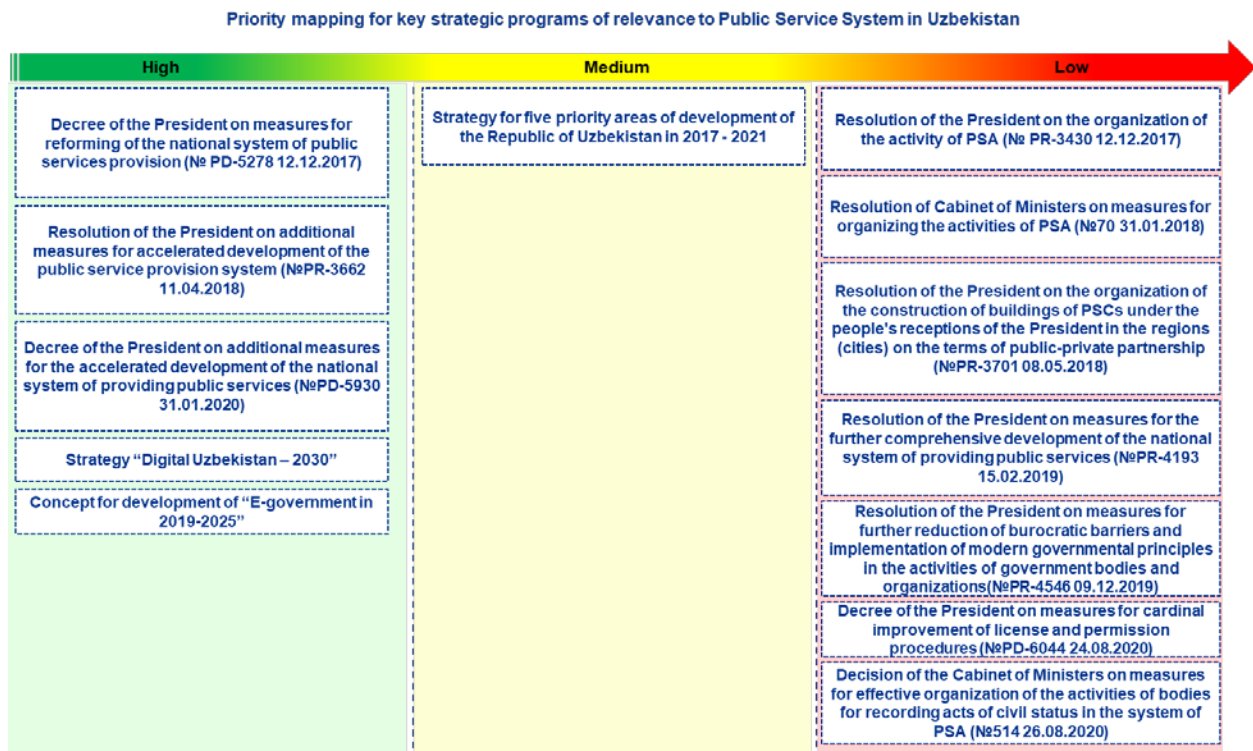 Priority mapping for key strategic programs of relevance to Public Service System in Uzbekistan
High
Medium
Low
Decree of the President on measures for
reforming of the national system of public
services provision (№ PD-5278 12.12.2017)
Resolution of the President on additional
measures for accelerated development of the
public service provision system (№PR-3662
11.04.2018)
Decree of the President on additional measures
for the accelerated development of the national
system of providing public services (№PD-5930
31.01.2020)
Strategy “Digital Uzbekistan – 2030”
Concept for development of “E-government in
2019-2025”
Strategy for five priority areas of development of
the Republic of Uzbekistan in 2017 - 2021
Resolution of the President on the organization of
the activity of PSA (№ PR-3430 12.12.2017)
Resolution of Cabinet of Ministers on measures for
organizing the activities of PSA (№70 31.01.2018)
Resolution of the President on the organization of
the construction of buildings of PSCs under the
people's receptions of the President in the regions
(cities) on the terms of public-private partnership
(№PR-3701 08.05.2018)
Resolution of the President on measures for the
further comprehensive development of the national
system of providing public services (№PR-4193
15.02.2019)
Resolution of the President on measures for
further reduction of burocratic barriers and
implementation of modern governmental principles
in the activities of government bodies and
organizations(№PR-4546 09.12.2019)
Decree of the President on measures for cardinal
improvement of license and permission
procedures (№PD-6044 24.08.2020)
Decision of the Cabinet of Ministers on measures
for effective organization of the activities of bodies
for recording acts of civil status in the system of
PSA (№514 26.08.2020)